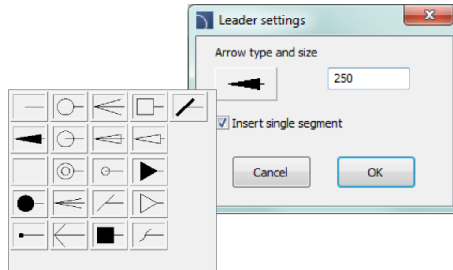 Leader settings
Arrow type and size
250
Insert single segment
Cancel
OK